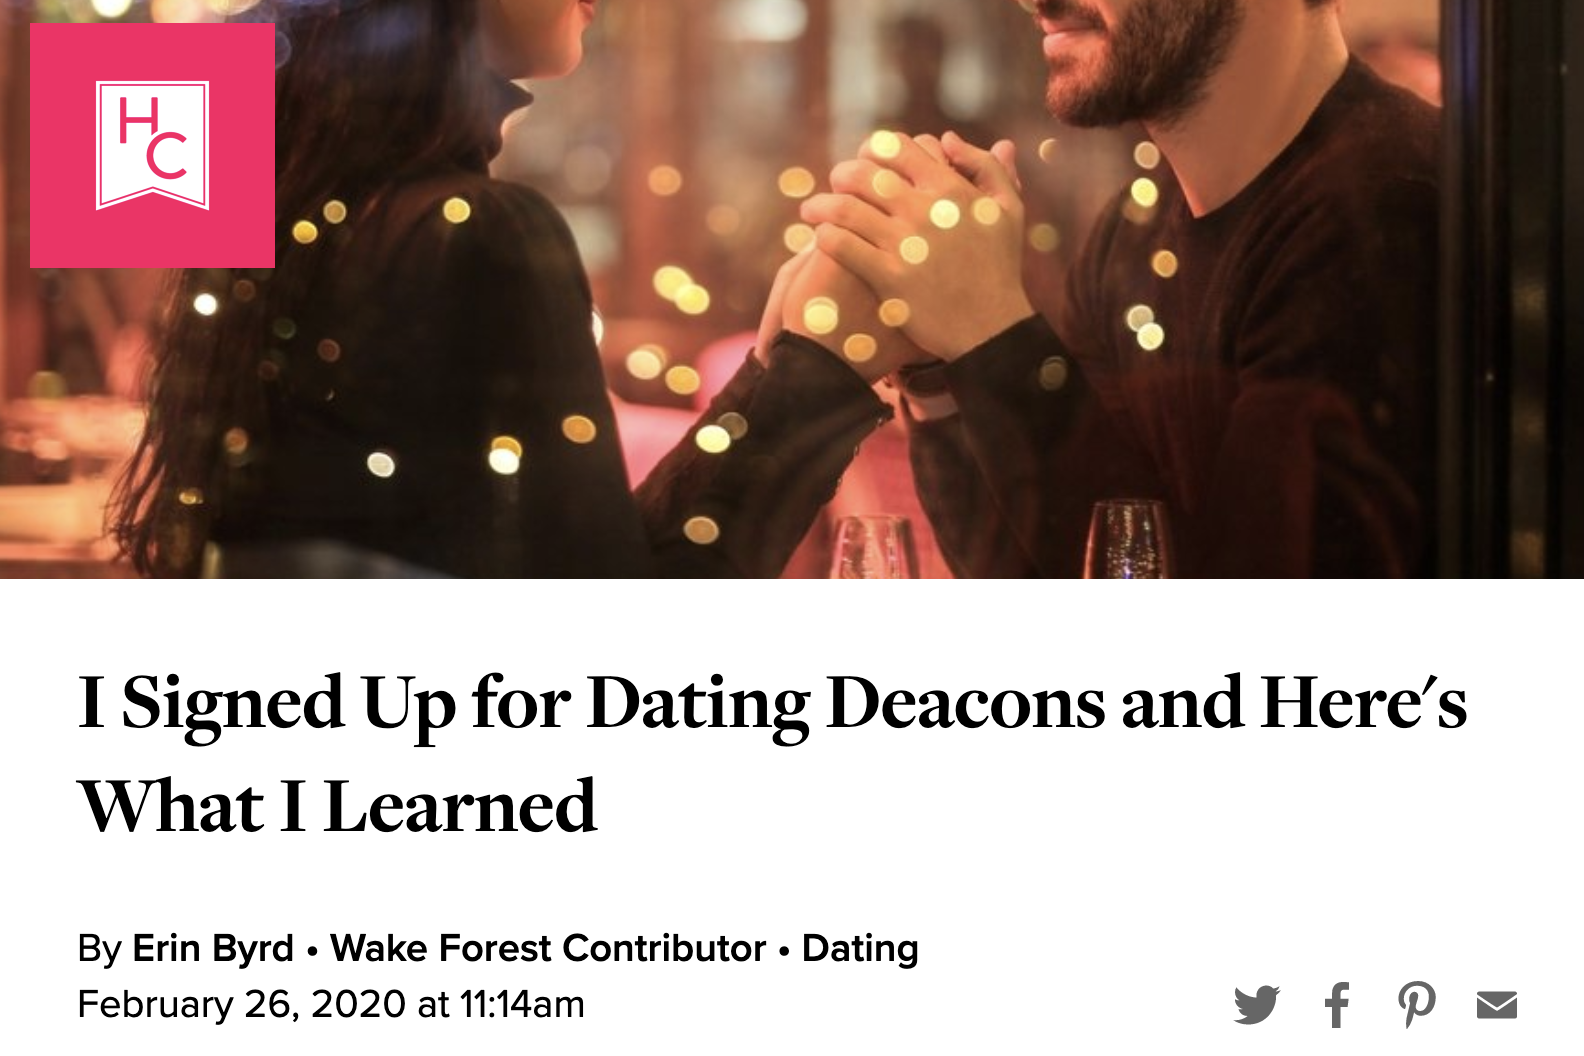 HC
I Signed Up for Dating Deacons and Here's
What I Learned
By Erin Byrd • Wake Forest Contributor • Dating
February 26, 2020 at 11:14am